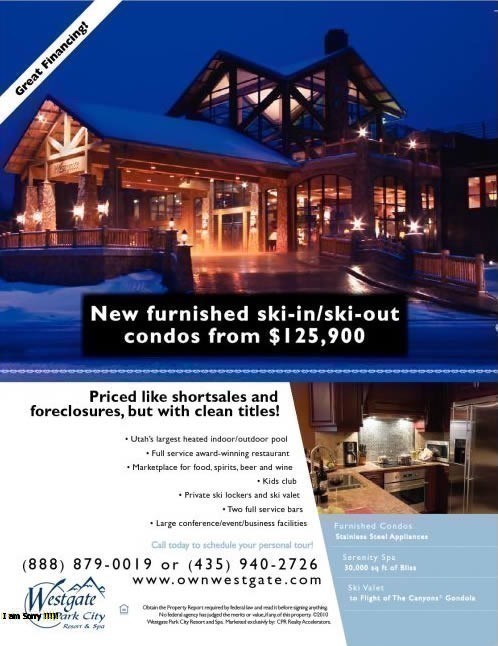 Great Financing!
New furnished ski-in/ski-out
condos from $125,900
Priced like shortsales and
foreclosures, but with clean titles!
• Utah's largest heated indoor/outdoor pool
• Full service award-winning restaurant
• Marketplace for food, spirits, beer and wine
• Kids club
• Private ski lockers and ski valet
• Two full service bars
• Large conference/event/business facilities
Call today to schedule your personal tour!
(888) 879-0019 or (435) 940-2726
www.ownwestgate.com
Furnished Condos
Stainless Steel Appliances
Serenity Spa
30,000 sq ft of Bliss
Ski Valet
to Flight of The Canyons® Gondola
Westgate
Park City
Resort & Spa
I am Sorry !!!!!
Obtain the Property Report required by federal law and read it before signing anything.
No federal agency has judged the merits or value, if any, of this property. ©2010
Westgate Park City Resort and Spa. Marketed exclusively by: CPR Realty Accelerators.